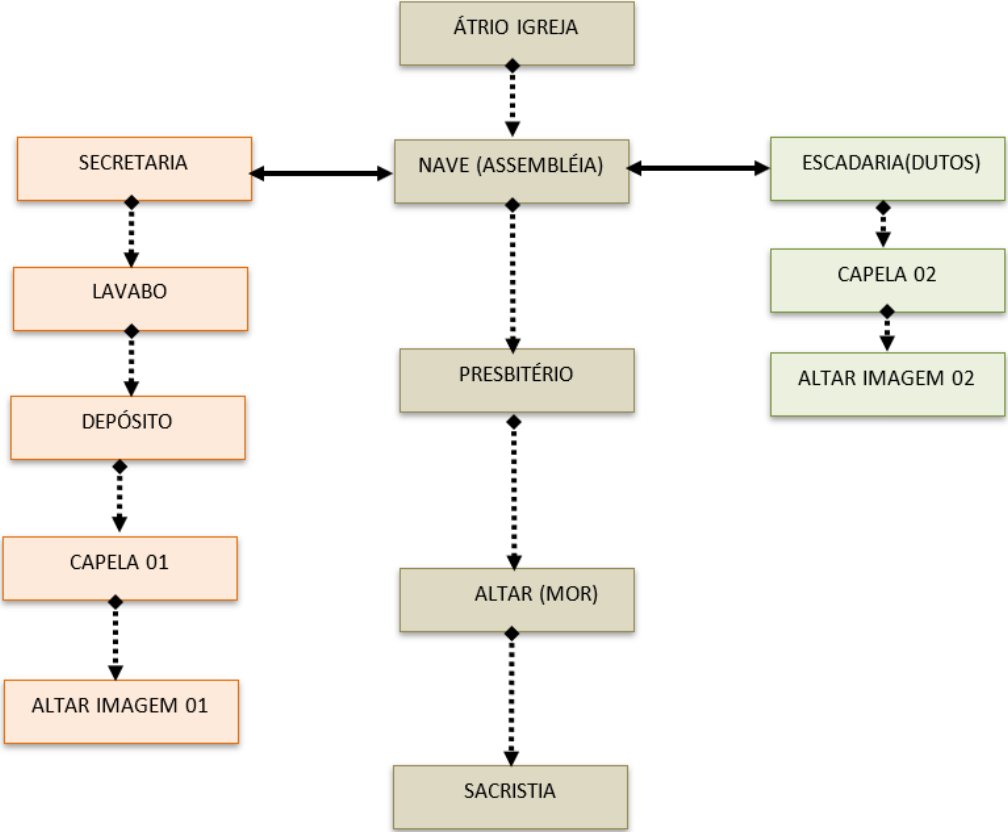 ÁTRIO IGREJA
SECRETARIA
NAVE (ASSEMBLÉIA)
ESCADARIA(DUTOS)
LAVABO
CAPELA 02
PRESBITÉRIO
ALTAR IMAGEM 02
DEPÓSITO
CAPELA 01
ALTAR (MOR)
ALTAR IMAGEM 01
SACRISTIA